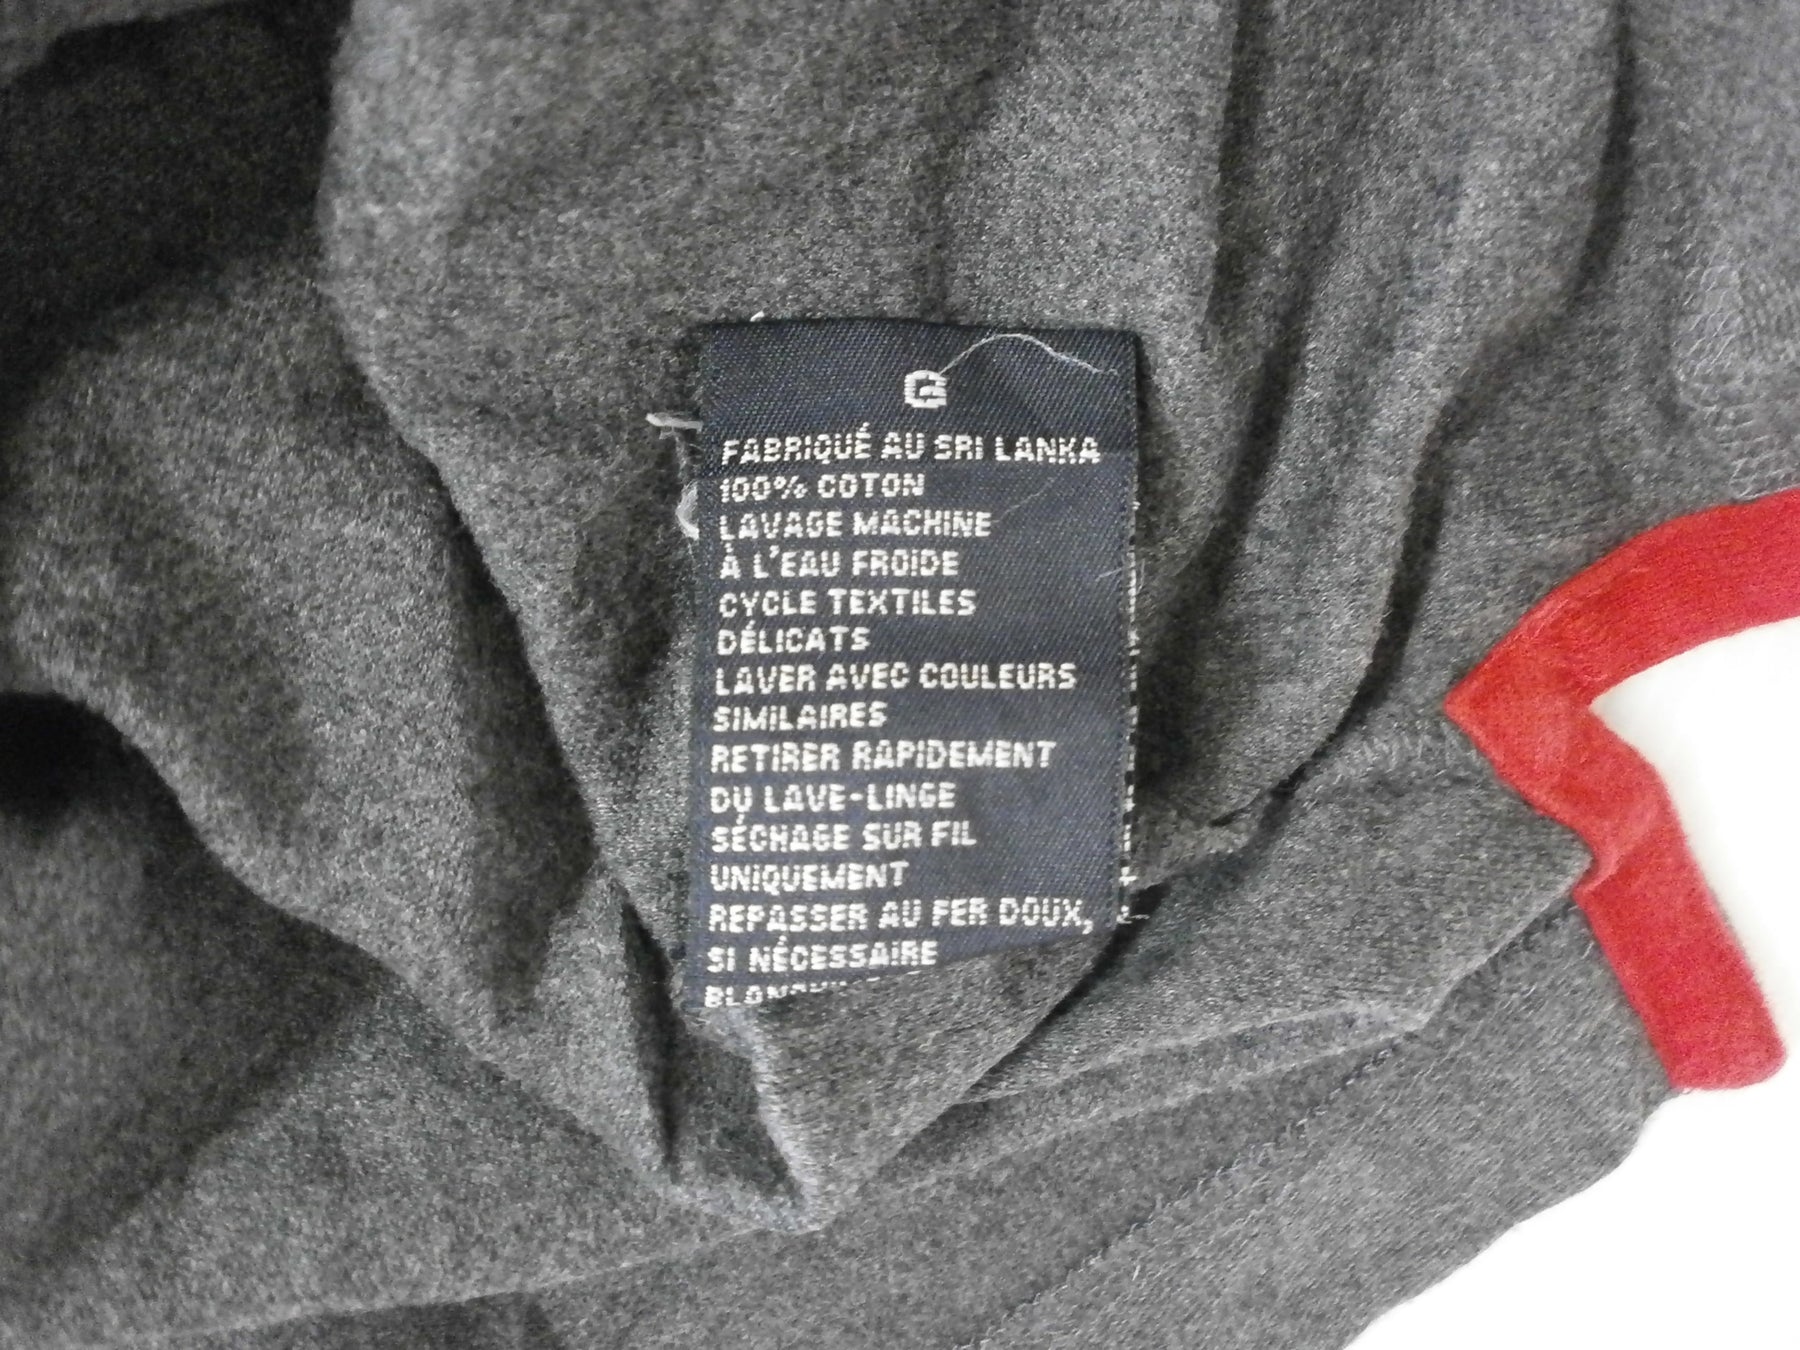 G
FABRIQUÉ AU SRI LANKA
100% COTON
LAVAGE MACHINE
À L'EAU FROIDE
CYCLE TEXTILES
DÉLICATS
LAVER AVEC COULEURS
SIMILAIRES
RETIRER RAPIDEMENT
DU LAVE-LINGE
SÉCHAGE SUR FIL
UNIQUEMENT
REPASSER AU FER DOUX,
SI NÉCESSAIRE